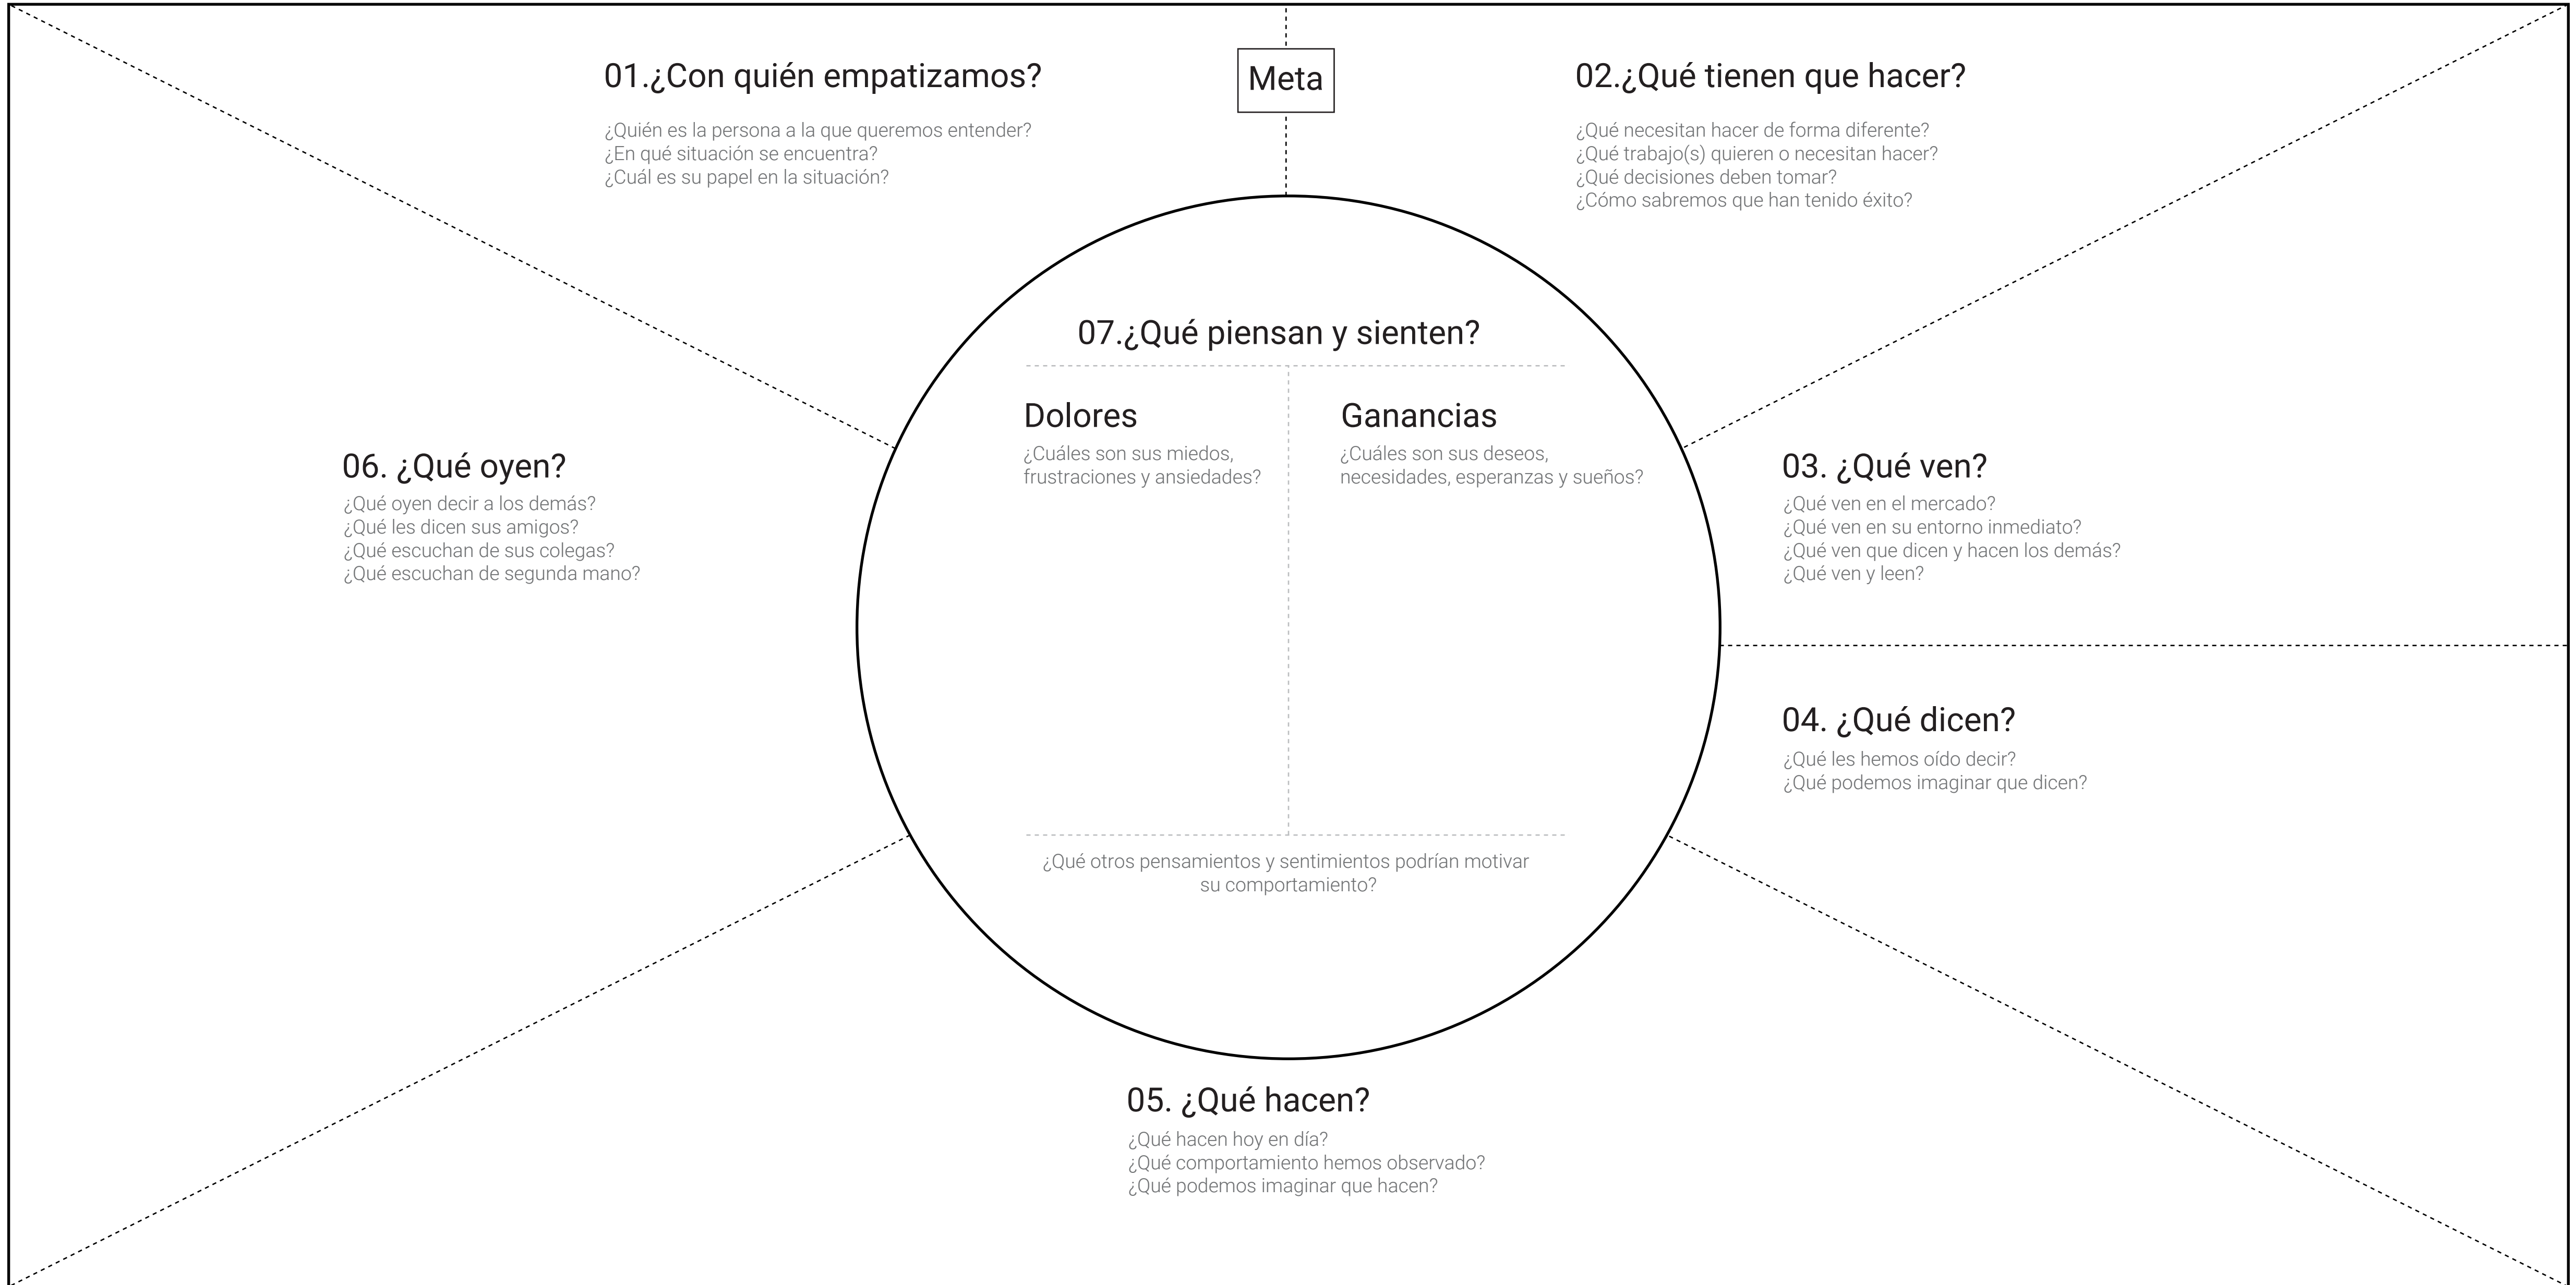 01.¿Con quién empatizamos?
¿Quién es la persona a la que queremos entender?
¿En qué situación se encuentra?
¿Cuál es su papel en la situación?
Meta
02.¿Qué tienen que hacer?
¿Qué necesitan hacer de forma diferente?
¿Qué trabajo(s) quieren o necesitan hacer?
¿Qué decisiones deben tomar?
¿Cómo sabremos que han tenido éxito?
07.¿Qué piensan y sienten?
Dolores
¿Cuáles son sus miedos,
frustraciones y ansiedades?
Ganancias
¿Cuáles son sus deseos,
necesidades, esperanzas y sueños?
¿Qué otros pensamientos y sentimientos podrían motivar
su comportamiento?
03. ¿Qué ven?
¿Qué ven en el mercado?
¿Qué ven en su entorno inmediato?
¿Qué ven que dicen y hacen los demás?
¿Qué ven y leen?
04. ¿Qué dicen?
¿Qué les hemos oído decir?
¿Qué podemos imaginar que dicen?
05. ¿Qué hacen?
¿Qué hacen hoy en día?
¿Qué comportamiento hemos observado?
¿Qué podemos imaginar que hacen?
06. ¿Qué oyen?
¿Qué oyen decir a los demás?
¿Qué les dicen sus amigos?
¿Qué escuchan de sus colegas?
¿Qué escuchan de segunda mano?